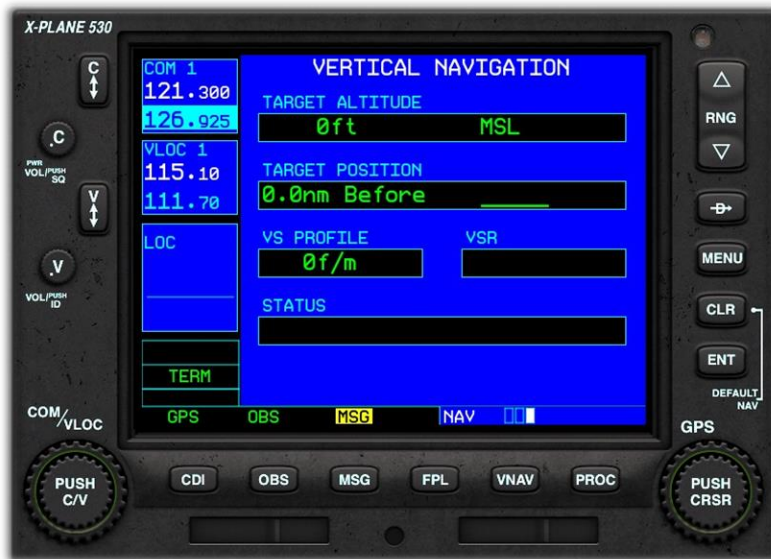 X-PLANE 530
C
.C
PWR
VOL/PUSH
SQ
V
.V
VOL/PUSH
ID
COM/VLOC
PUSH
C/V
COM 1
121.300
126.925
VLOC 1
115.10
111.70
LOC
TERM
VERTICAL NAVIGATION
TARGET ALTITUDE
0ft MSL
TARGET POSITION
0.0nm Before
VS PROFILE VSR
0f/m
STATUS
GPS OBS MSG NAV
CDI OBS MSG FPL VNAV PROC
RNG
D
MENU
CLR
ENT
DEFAULT
NAV
GPS
PUSH
CRSR